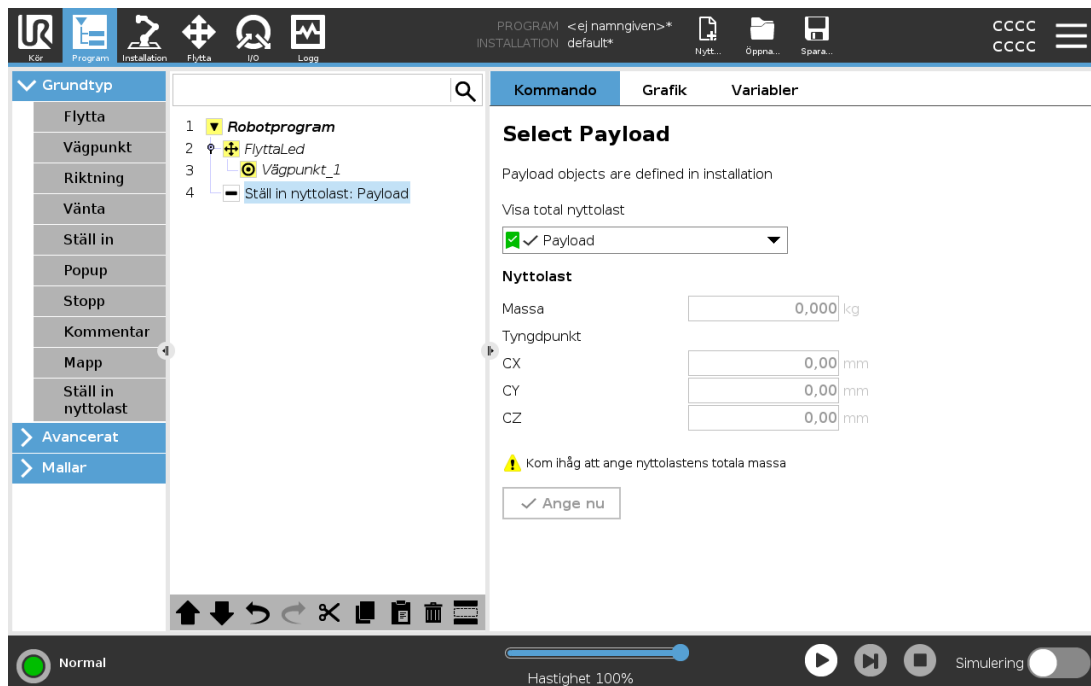 PROGRAM <ej namngiven>*
INSTALLATION default*
CCCC
CCCC
Kör
Program
Installation
Flytta
I/O
Logg
Nytt...
Öppna...
Spara...
Grundtyp
Flytta
Vägpunkt
Riktning
Vänta
Ställ in
Popup
Stopp
Kommentar
Mapp
Ställ in
nyttolast
Avancerat
Mallar
1 Robotprogram
2 FlyttaLed
3 Vägpunkt_1
4 Ställ in nyttolast: Payload
Kommando Grafik Variabler
Select Payload
Payload objects are defined in installation
Visa total nyttolast
Payload
Nyttolast
Massa 0,000 kg
Tyngdpunkt
CX 0,00 mm
CY 0,00 mm
CZ 0,00 mm
Kom ihåg att ange nyttolastens totala massa
Ange nu
Normal
Hastighet 100%
Simulering